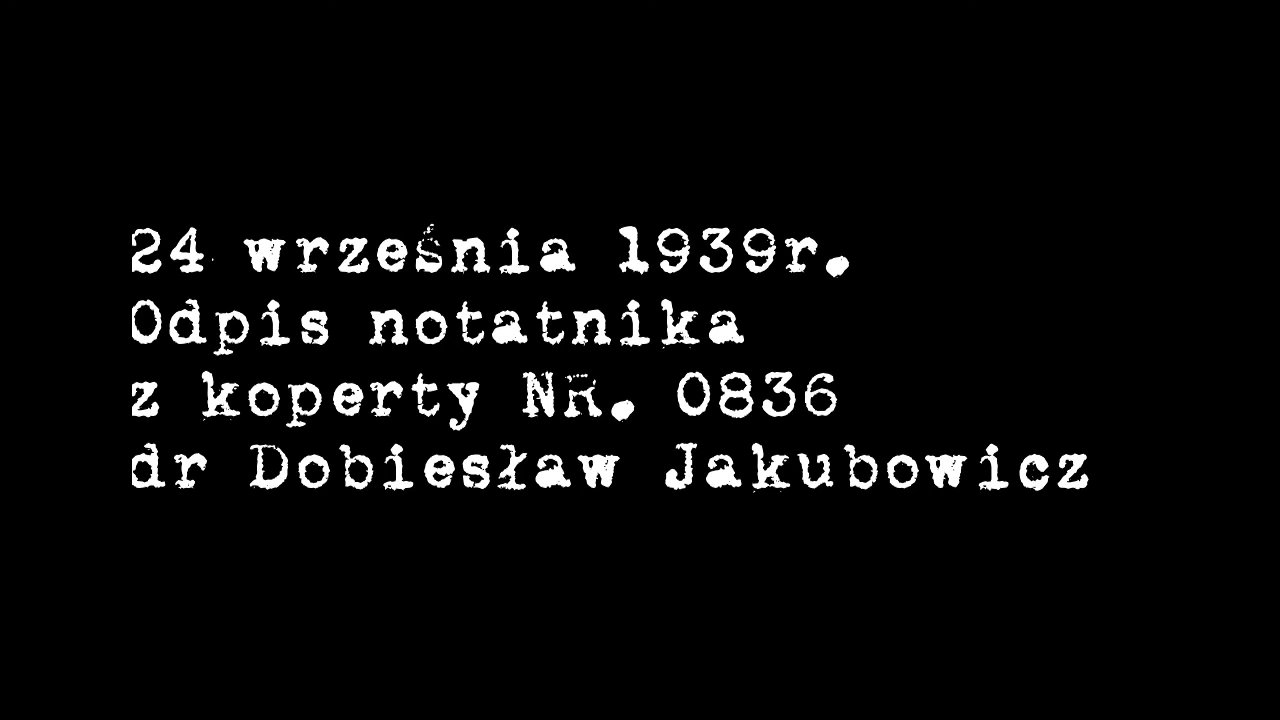 24 września 1939r.
Odpis notatnika
z koperty NR. 0836
dr Dobiesław Jakubowicz